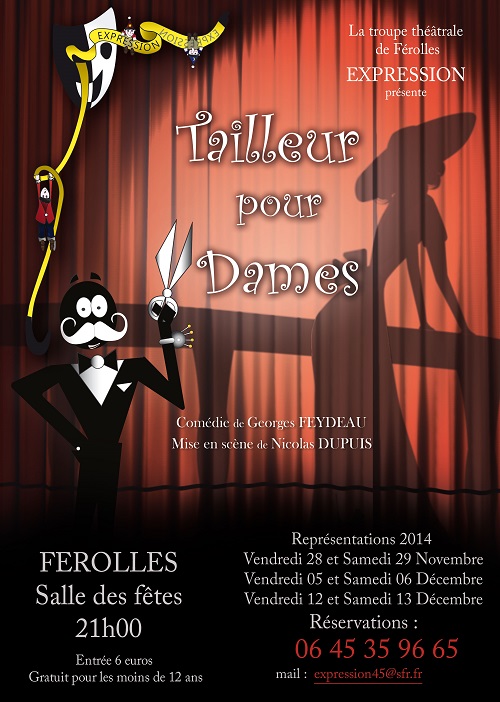 EXPRESSION
La troupe théâtrale
de Férolles
EXPRESSION
présente
Tailleur
pour
Dames
Comédie de Georges FEYDEAU
Mise en scène de Nicolas DUPUIS
FEROLLES
Salle des fêtes
21h00
Entrée 6 euros
Gratuit pour les moins de 12 ans
Représentations 2014
Vendredi 28 et Samedi 29 Novembre
Vendredi 05 et Samedi 06 Décembre
Vendredi 12 et Samedi 13 Décembre
Réservations :
06 45 35 96 65
mail : expression45@sfr.fr